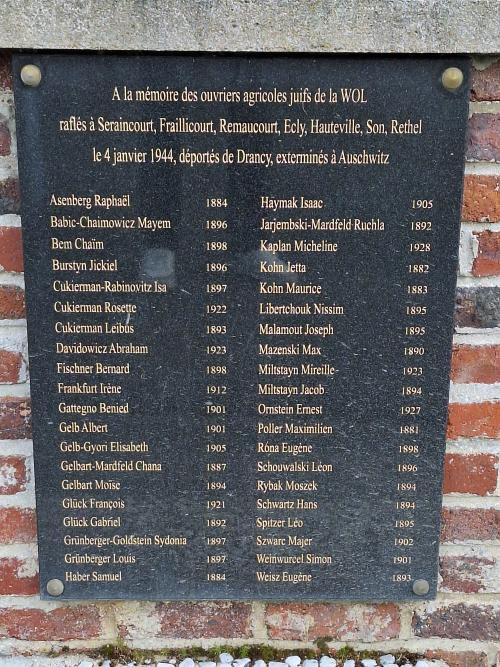 A la mémoire des ouvriers agricoles juifs de la WOL
raflés à Seraincourt, Fraillicourt, Remaucourt, Ecly, Hauteville, Son, Rethel
le 4 janvier 1944, déportés de Drancy, exterminés à Auschwitz
Asenberg Raphaël 1884
Babic-Chaimowicz Mayem 1896
Bem Chaïm 1898
Burstyn Jickiel 1896
Cukierman-Rabinovitz Isa 1897
Cukierman Rosette 1922
Cukierman Leibus 1893
Davidowicz Abraham 1923
Fischner Bernard 1898
Frankfurt Irène 1912
Gattegno Benied 1901
Gelb Albert 1901
Gelb-Gyori Elisabeth 1905
Gelbart-Mardfeld Chana 1887
Gelbart Moïse 1894
Glück François 1921
Glück Gabriel 1892
Grünberger-Goldstein Sydonia 1897
Grünberger Louis 1897
Haber Samuel 1884
Haymak Isaac 1905
Jarjembski-Mardfeld Ruchla 1892
Kaplan Micheline 1928
Kohn Jetta 1882
Kohn Maurice 1883
Libertchouk Nissim 1895
Malamout Joseph 1895
Mazenski Max 1890
Miltstayn Mireille 1923
Miltstayn Jacob 1894
Ornstein Ernest 1927
Poller Maximilien 1881
Róna Eugène 1898
Schouwalski Léon 1896
Rybak Moszek 1894
Schwartz Hans 1894
Spitzer Léo 1895
Szwarc Majer 1902
Weinwurcel Simon 1901
Weisz Eugène 1893